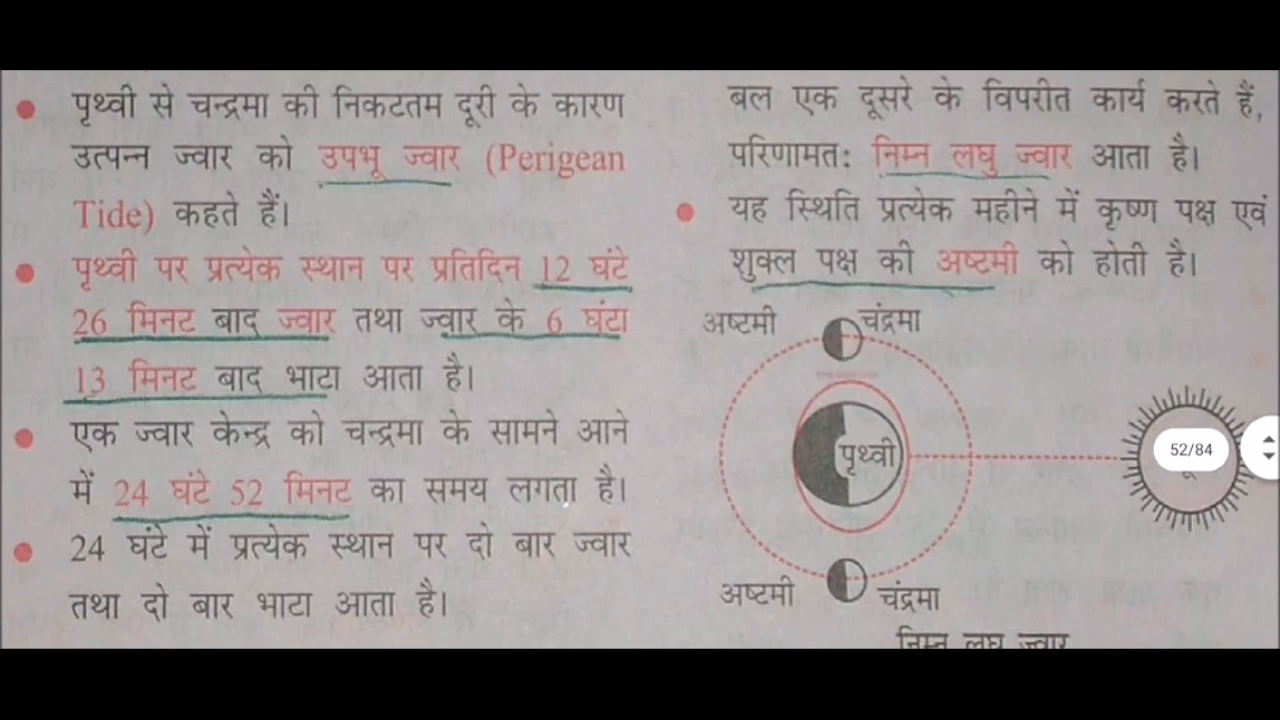 पृथ्वी से चन्द्रमा की निकटतम दूरी के कारण
उत्पन्न ज्वार को उपभू ज्वार (Perigean
Tide) कहते हैं।
पृथ्वी पर प्रत्येक स्थान पर प्रतिदिन 12 घंटे
26 मिनट बाद ज्वार तथा ज्वार के 6 घंटा
13 मिनट बाद भाटा आता है।
एक ज्वार केन्द्र को चन्द्रमा के सामने आने
में 24 घंटे 52 मिनट का समय लगता है।
24 घंटे में प्रत्येक स्थान पर दो बार ज्वार
तथा दो बार भाटा आता है।
बल एक दूसरे के विपरीत कार्य करते हैं,
परिणामत: निम्न लघु ज्वार आता है।
यह स्थिति प्रत्येक महीने में कृष्ण पक्ष एवं
शुक्ल पक्ष की अष्टमी को होती है।
अष्टमी
चंद्रमा
पृथ्वी
52/84
अष्टमी
चंद्रमा
निम्न लघु ज्वार